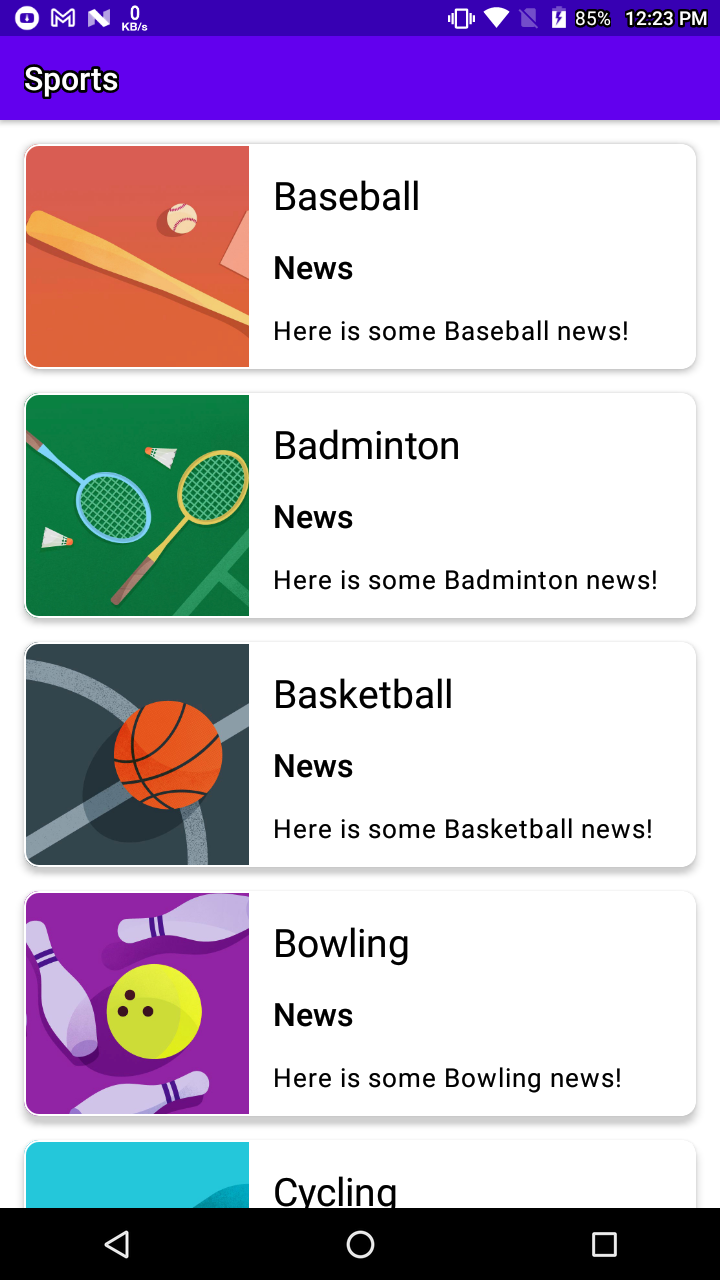 0
KB/s
85%
12:23 PM
Sports
Baseball
News
Here is some Baseball news!
Badminton
News
Here is some Badminton news!
Basketball
News
Here is some Basketball news!
Bowling
News
Here is some Bowling news!
Cycling